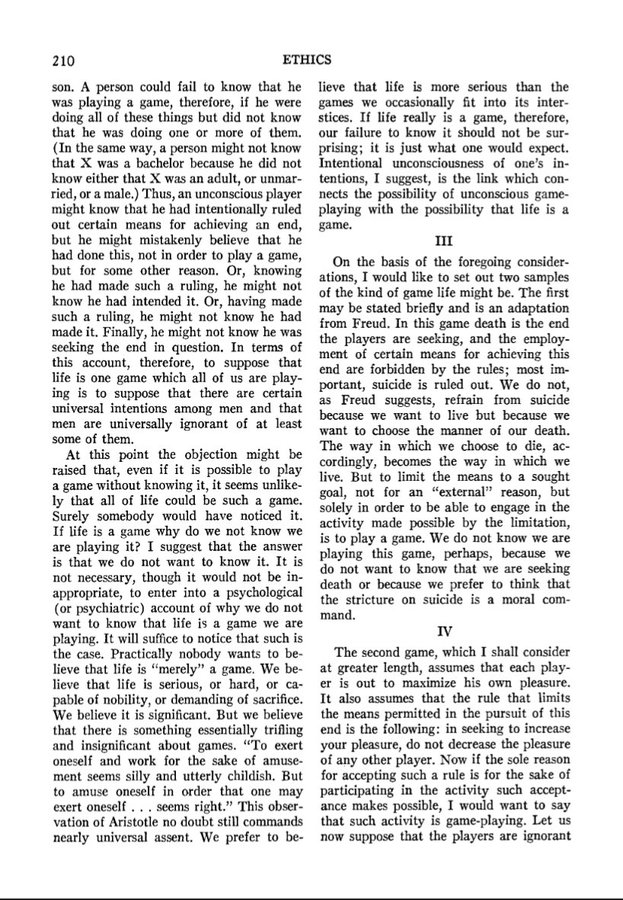 210
ETHICS
son. A person could fail to know that he
was playing a game, therefore, if he were
doing all of these things but did not know
that he was doing one or more of them.
(In the same way, a person might not know
that X was a bachelor because he did not
know either that X was an adult, or unmar-
ried, or a male.) Thus, an unconscious player
might know that he had intentionally ruled
out certain means for achieving an end,
but he might mistakenly believe that he
had done this, not in order to play a game,
but for some other reason. Or, knowing
he had made such a ruling, he might not
know he had intended it. Or, having made
such a ruling, he might not know he had
made it. Finally, he might not know he was
seeking the end in question. In terms of
this account, therefore, to suppose that
life is one game which all of us are play-
ing is to suppose that there are certain
universal intentions among men and that
men are universally ignorant of at least
some of them.
At this point the objection might be
raised that, even if it is possible to play
a game without knowing it, it seems unlike-
ly that all of life could be such a game.
Surely somebody would have noticed it.
If life is a game why do we not know we
are playing it? I suggest that the answer
is that we do not want to know it. It is
not necessary, though it would not be in-
appropriate, to enter into a psychological
(or psychiatric) account of why we do not
want to know that life is a game we are
playing. It will suffice to notice that such is
the case. Practically nobody wants to be-
lieve that life is “merely” a game. We be-
lieve that life is serious, or hard, or ca-
pable of nobility, or demanding of sacrifice.
We believe it is significant. But we believe
that there is something essentially trifling
and insignificant about games. “To exert
oneself and work for the sake of amuse-
ment seems silly and utterly childish. But
to amuse oneself in order that one may
exert oneself . . . seems right.” This obser-
vation of Aristotle no doubt still commands
nearly universal assent. We prefer to be-
lieve that life is more serious than the
games we occasionally fit into its inter-
stices. If life really is a game, therefore,
our failure to know it should not be sur-
prising; it is just what one would expect.
Intentional unconsciousness of one's in-
tentions, I suggest, is the link which con-
nects the possibility of unconscious game-
playing with the possibility that life is a
game.
III
On the basis of the foregoing consider-
ations, I would like to set out two samples
of the kind of game life might be. The first
may be stated briefly and is an adaptation
from Freud. In this game death is the end
the players are seeking, and the employ-
ment of certain means for achieving this
end are forbidden by the rules; most im-
portant, suicide is ruled out. We do not,
as Freud suggests, refrain from suicide
because we want to live but because we
want to choose the manner of our death.
The way in which we choose to die, ac-
cordingly, becomes the way in which we
live. But to limit the means to a sought
goal, not for an “external” reason, but
solely in order to be able to engage in the
activity made possible by the limitation,
is to play a game. We do not know we are
playing this game, perhaps, because we
do not want to know that we are seeking
death or because we prefer to think that
the stricture on suicide is a moral com-
mand.
IV
The second game, which I shall consider
at greater length, assumes that each play-
er is out to maximize his own pleasure.
It also assumes that the rule that limits
the means permitted in the pursuit of this
end is the following: in seeking to increase
your pleasure, do not decrease the pleasure
of any other player. Now if the sole reason
for accepting such a rule is for the sake of
participating in the activity such accept-
ance makes possible, I would want to say
that such activity is game-playing. Let us
now suppose that the players are ignorant